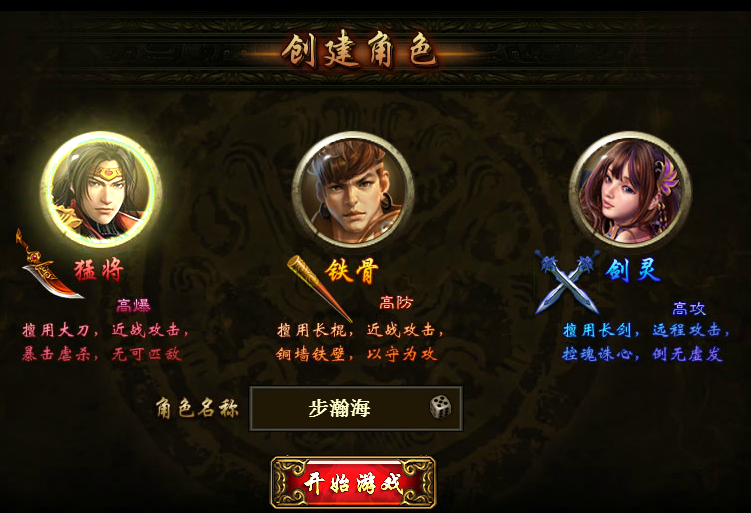 创建角色
猛将
铁骨
剑灵
高爆
高防
高攻
擅用大刀，近战攻击，
暴击虐杀，无可匹敌
擅用长棍，近战攻击，
铜墙铁壁，以守为攻
擅用长剑，远程攻击，
控魂诛心，例无虚发
角色名称
步瀚海
开始游戏